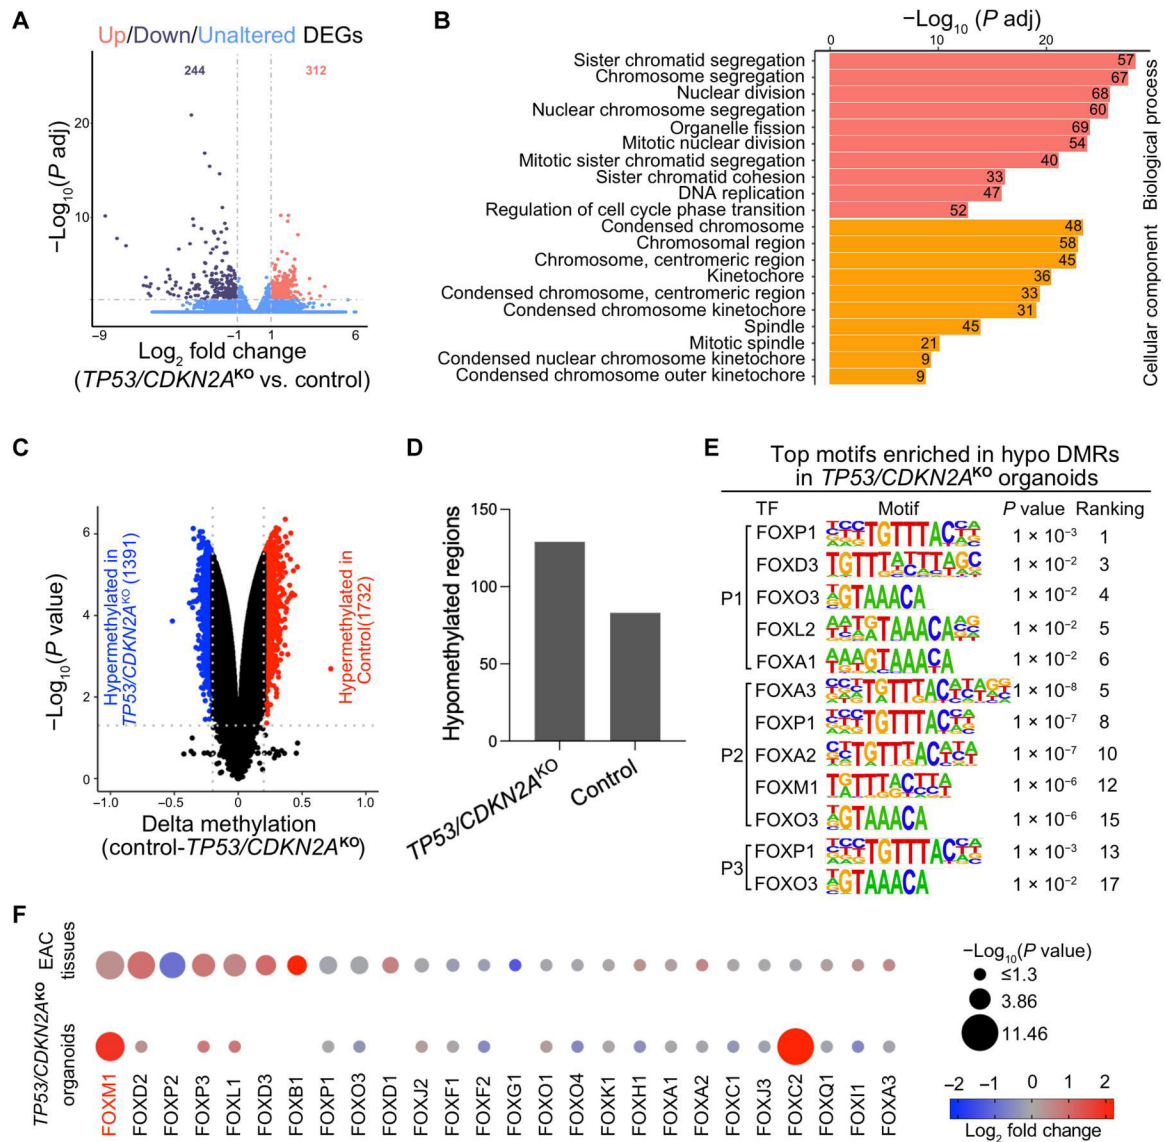 A
Up/Down/Unaltered DEGs
244
312
20
10
−Log10(P adj)
−9
−1
1
6
Log2 fold change
(TP53/CDKN2AKO vs. control)
B
−Log10 (P adj)
0
10
20
Sister chromatid segregation 57
Chromosome segregation 67
Nuclear division 68
Nuclear chromosome segregation 60
Organelle fission 69
Mitotic nuclear division 54
Mitotic sister chromatid segregation 40
Sister chromatid cohesion 33
DNA replication 47
Regulation of cell cycle phase transition 52
Condensed chromosome 48
Chromosomal region 58
Chromosome, centromeric region 45
Kinetochore 36
Condensed chromosome, centromeric region 33
Condensed chromosome kinetochore 31
Spindle 45
Mitotic spindle 21
Condensed nuclear chromosome kinetochore 9
Condensed chromosome outer kinetochore 9
Biological process
Cellular component
C
6
4
2
0
−Log10(P value)
Hypermethylated in
TP53/CDKN2AKO (1391)
Hypermethylated in
Control(1732)
−1.0
−0.5
0
0.5
1.0
Delta methylation
(control-TP53/CDKN2AKO)
D
Hypomethylated regions
150
100
50
0
TP53/CDKN2AKO
Control
E
Top motifs enriched in hypo DMRs
in TP53/CDKN2AKO organoids
TF Motif P value Ranking
P1
FOXP1 TGTTTAC 1 × 10−3 1
FOXD3 TGTTTATTTAGC 1 × 10−2 3
FOXO3 GTAAACA 1 × 10−2 4
FOXL2 TGTAAACA 1 × 10−2 5
FOXA1 AAAGTAAACA 1 × 10−2 6
P2
FOXA3 TGTTTAC 1 × 10−8 5
FOXP1 TGTTTAC 1 × 10−7 8
FOXA2 TGTTTAC 1 × 10−7 10
FOXM1 TGTTTACTTA 1 × 10−6 12
FOXO3 GTAAACA 1 × 10−6 15
P3
FOXP1 TGTTTAC 1 × 10−3 13
FOXO3 GTAAACA 1 × 10−2 17
F
EAC
tissues
TP53/CDKN2AKO
organoids
FOXM1
FOXD2
FOXP2
FOXP3
FOXL1
FOXD3
FOXB1
FOXP1
FOXO3
FOXD1
FOXJ2
FOXF1
FOXF2
FOXG1
FOXO1
FOXO4
FOXK1
FOXH1
FOXA1
FOXA2
FOXC1
FOXJ3
FOXC2
FOXQ1
FOXI1
FOXA3
−Log10(P value)
≤1.3
3.86
11.46
−2 −1 0 1 2
Log2 fold change